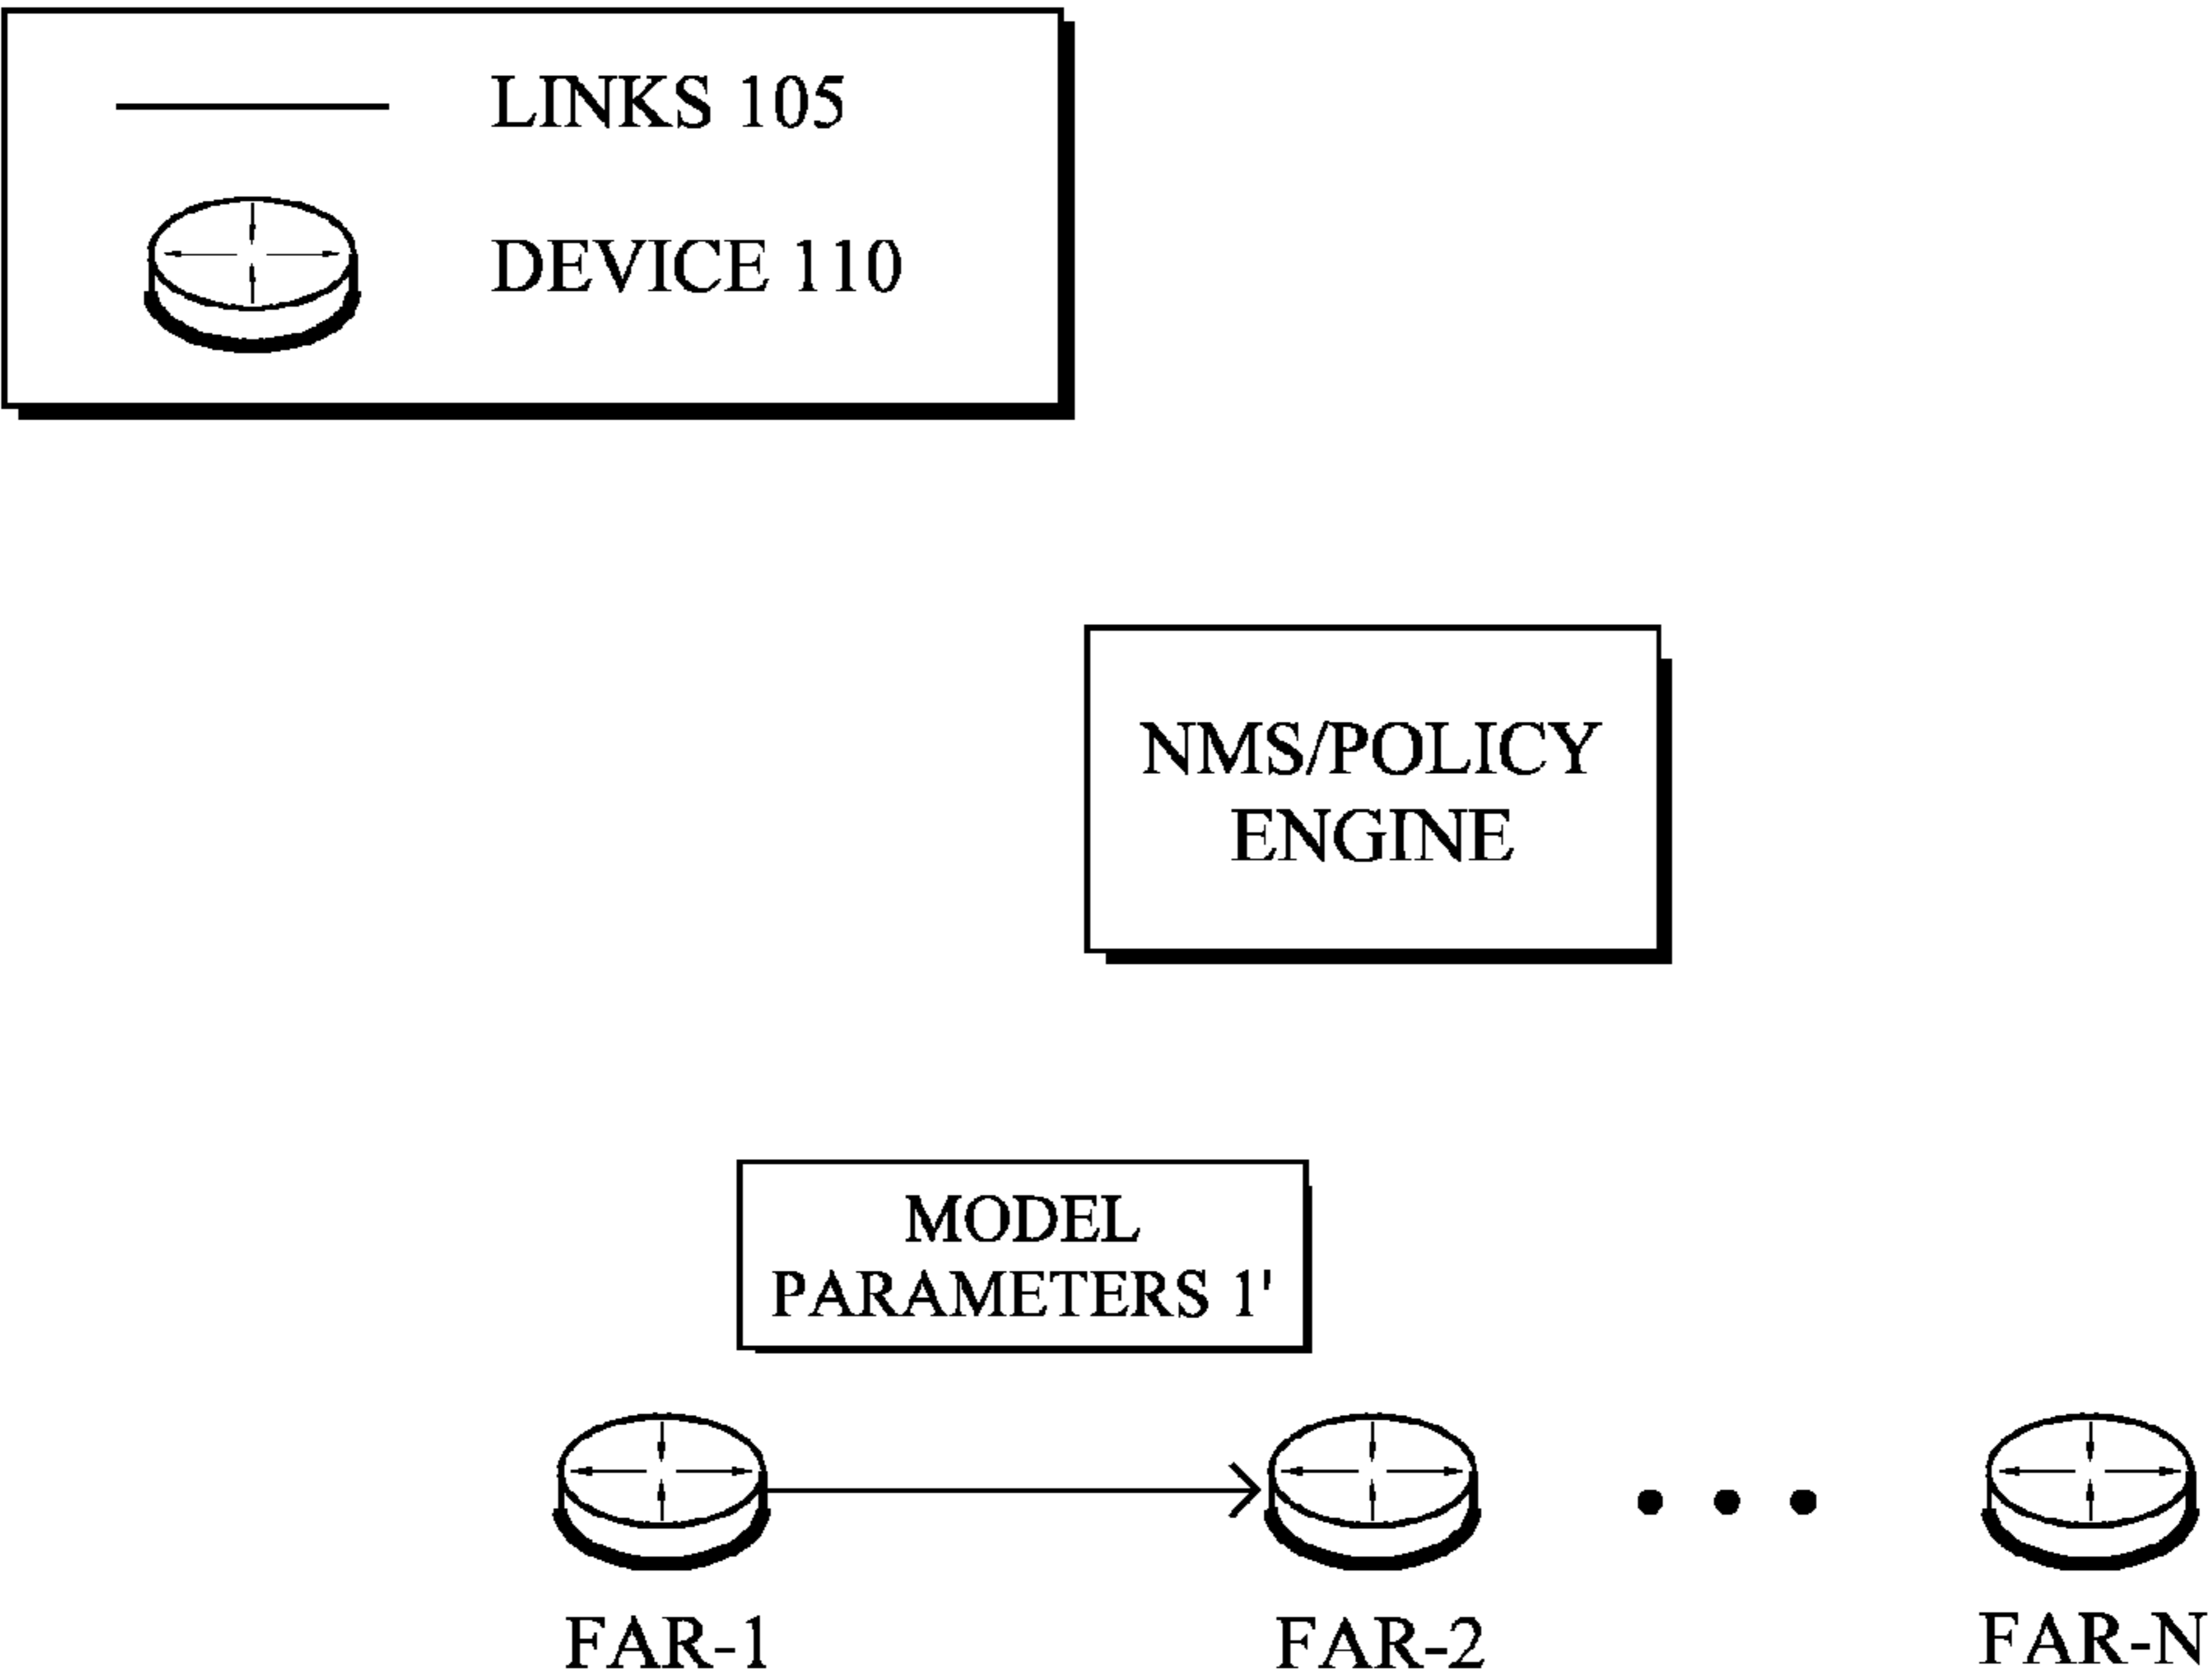 LINKS 105
DEVICE 110
NMS/POLICY
ENGINE
MODEL
PARAMETERS 1'
FAR-1
FAR-2
FAR-N